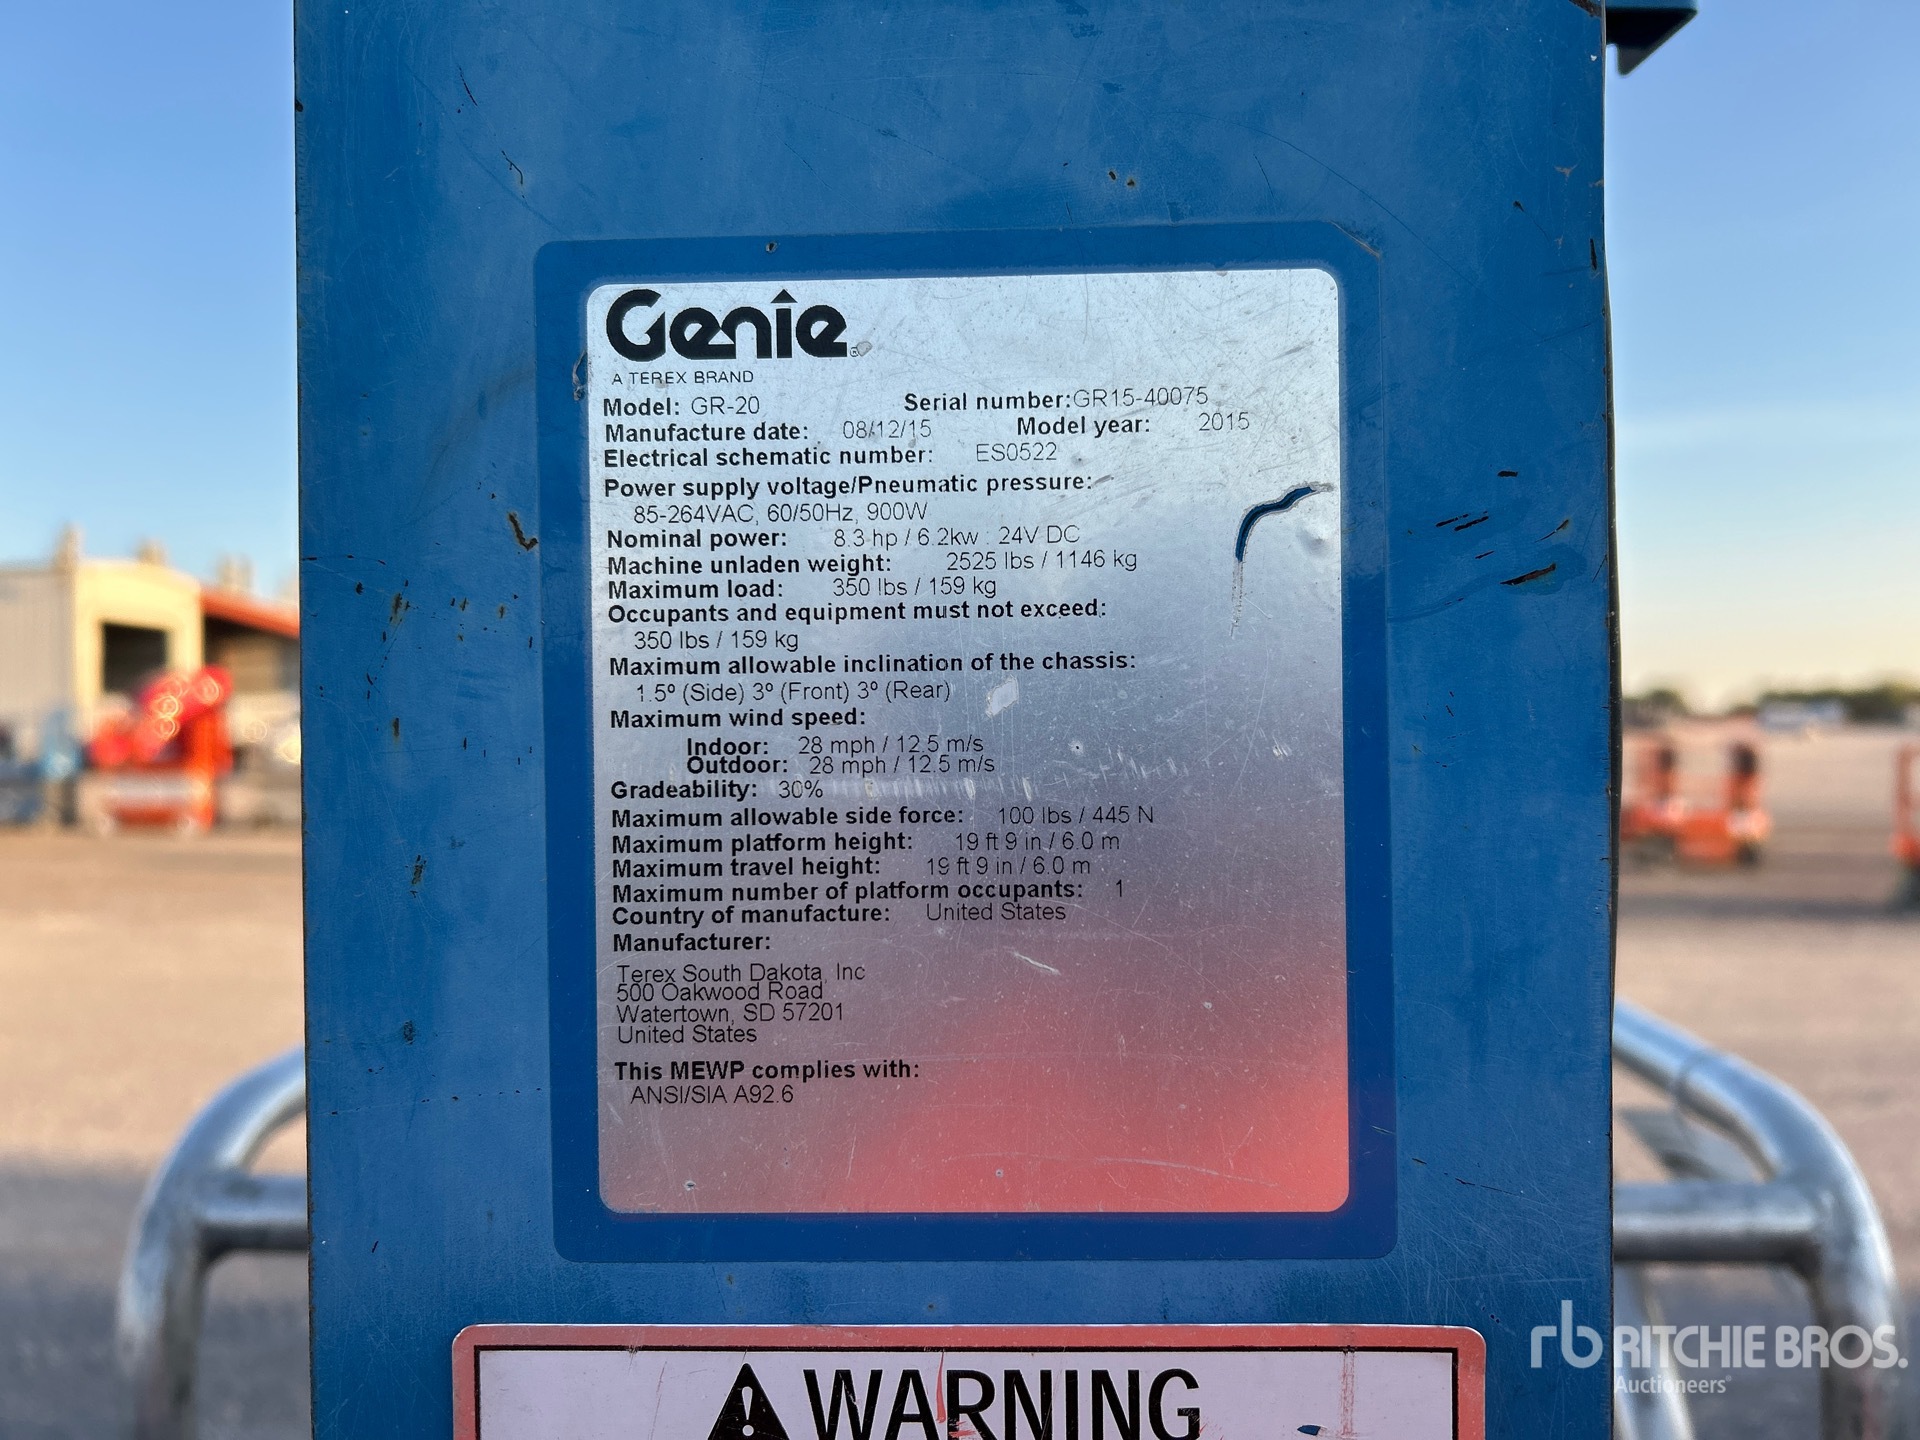 Genie®
A TEREX BRAND
Model: GR-20 Serial number:GR15-40075
Manufacture date: 08/12/15 Model year: 2015
Electrical schematic number: ES0522
Power supply voltage/Pneumatic pressure:
85-264VAC, 60/50Hz, 900W
Nominal power: 8.3 hp / 6.2kw : 24V DC
Machine unladen weight: 2525 lbs / 1146 kg
Maximum load: 350 lbs / 159 kg
Occupants and equipment must not exceed:
350 lbs / 159 kg
Maximum allowable inclination of the chassis:
1.5º (Side) 3º (Front) 3º (Rear)
Maximum wind speed:
Indoor: 28 mph / 12.5 m/s
Outdoor: 28 mph / 12.5 m/s
Gradeability: 30%
Maximum allowable side force: 100 lbs / 445 N
Maximum platform height: 19 ft 9 in / 6.0 m
Maximum travel height: 19 ft 9 in / 6.0 m
Maximum number of platform occupants: 1
Country of manufacture: United States
Manufacturer:
Terex South Dakota, Inc
500 Oakwood Road
Watertown, SD 57201
United States
This MEWP complies with:
ANSI/SIA A92.6
WARNING
rb RITCHIE BROS.
Auctioneers